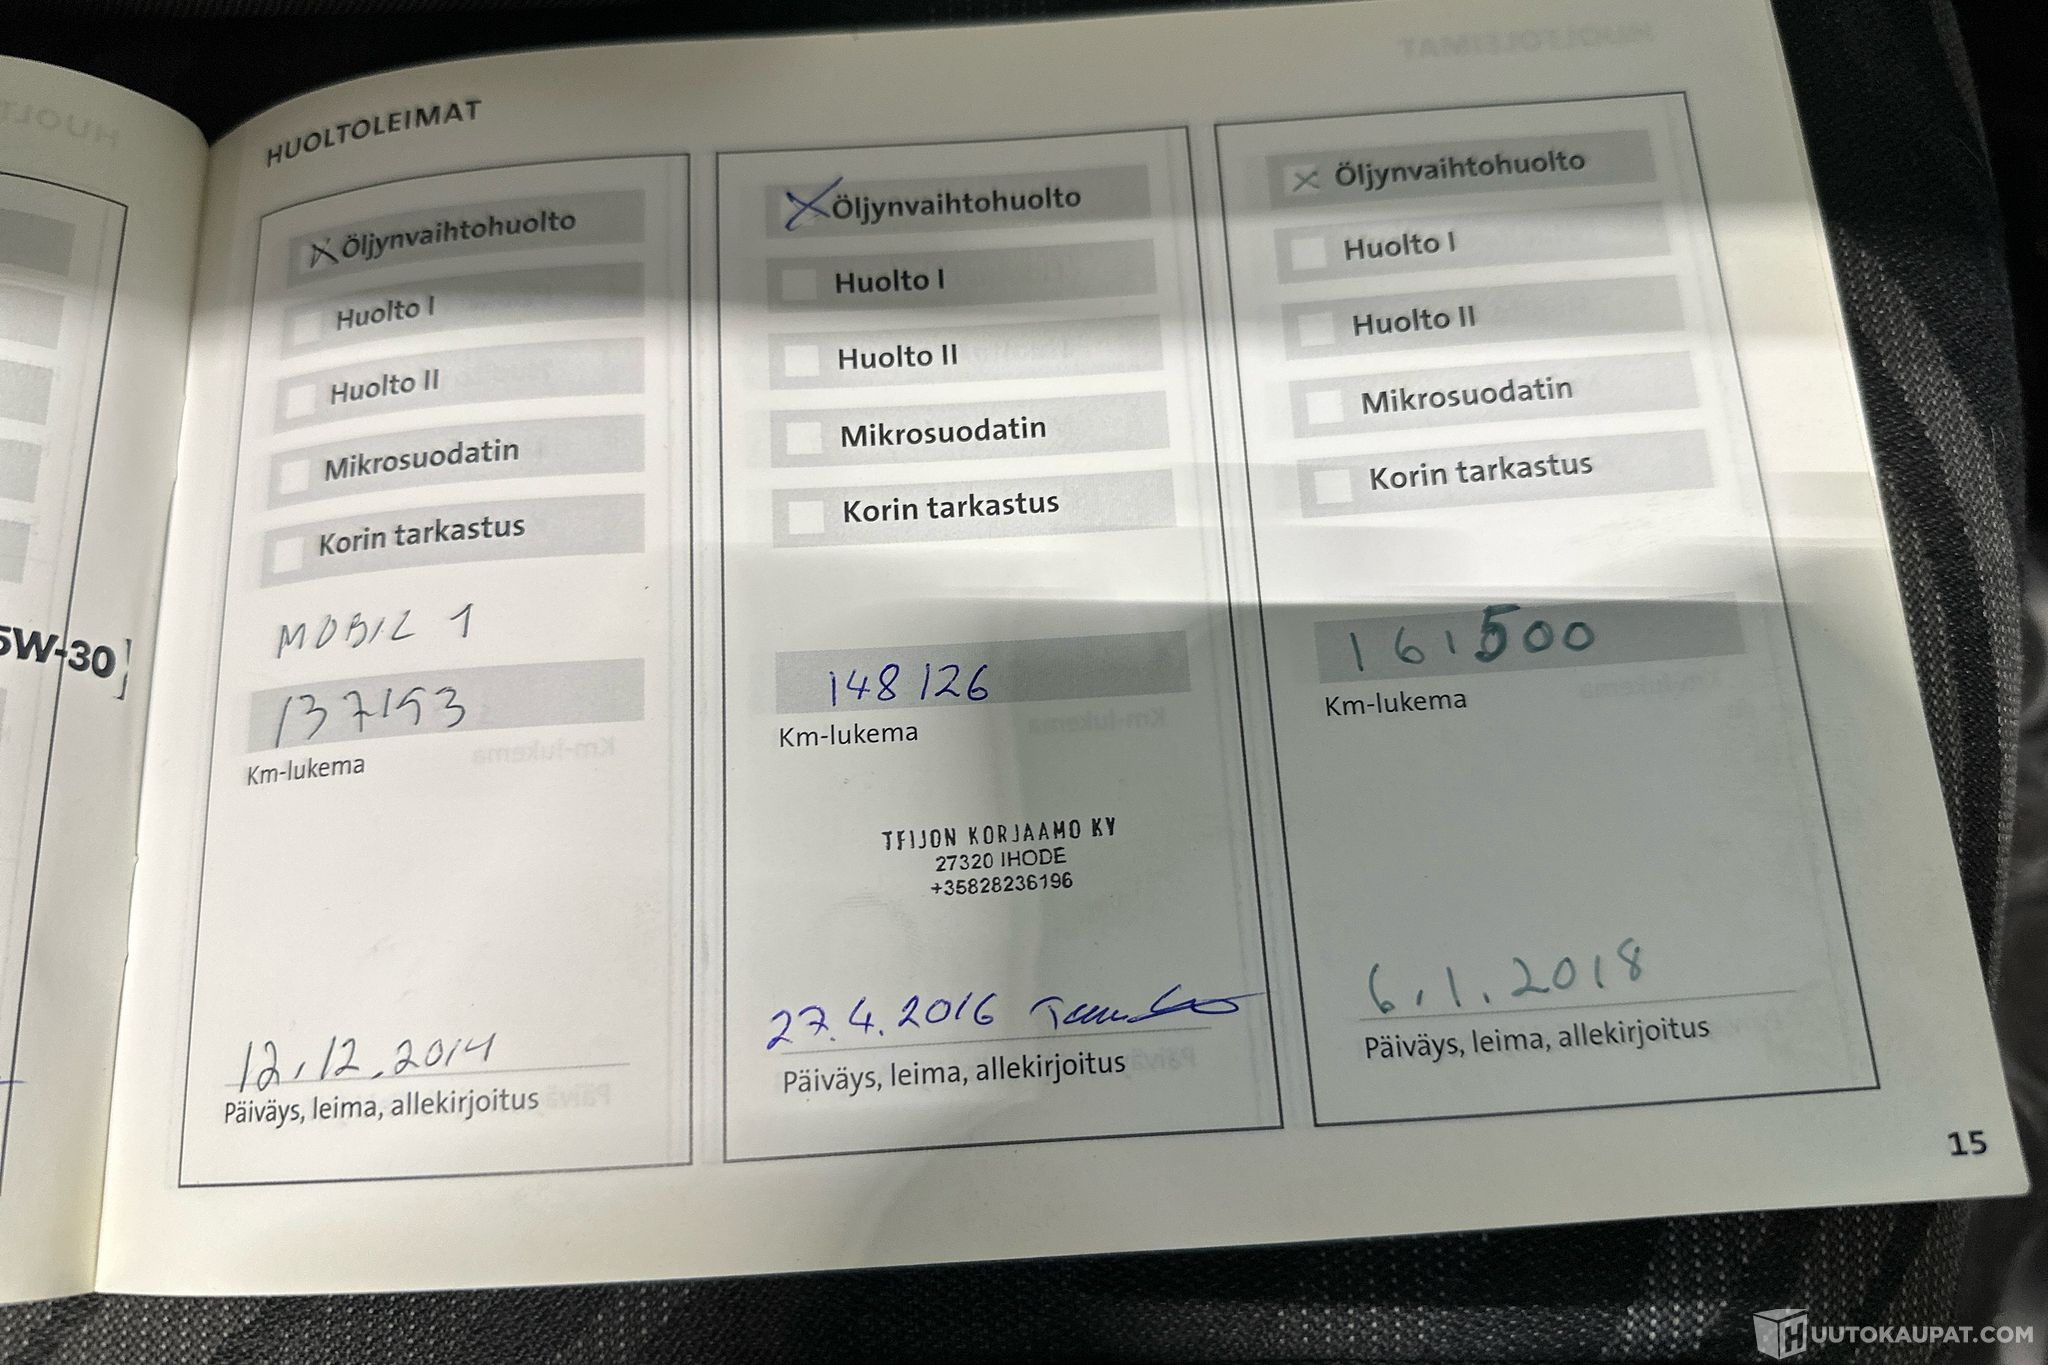 HUOLTOLEIMAT
Öljynvaihtohuolto
Huolto I
Huolto II
Mikrosuodatin
Korin tarkastus
MOBIL 1
137193
Km-lukema
12.12.2014
Päiväys, leima, allekirjoitus
Öljynvaihtohuolto
Huolto I
Huolto II
Mikrosuodatin
Korin tarkastus
148 126
Km-lukema
TEIJON KORJAAMO KY
27320 IHODE
+35828236196
27.4.2016
Päiväys, leima, allekirjoitus
Öljynvaihtohuolto
Huolto I
Huolto II
Mikrosuodatin
Korin tarkastus
161500
Km-lukema
6.1.2018
Päiväys, leima, allekirjoitus
15
5W-30
HUUTOKAUPAT.COM